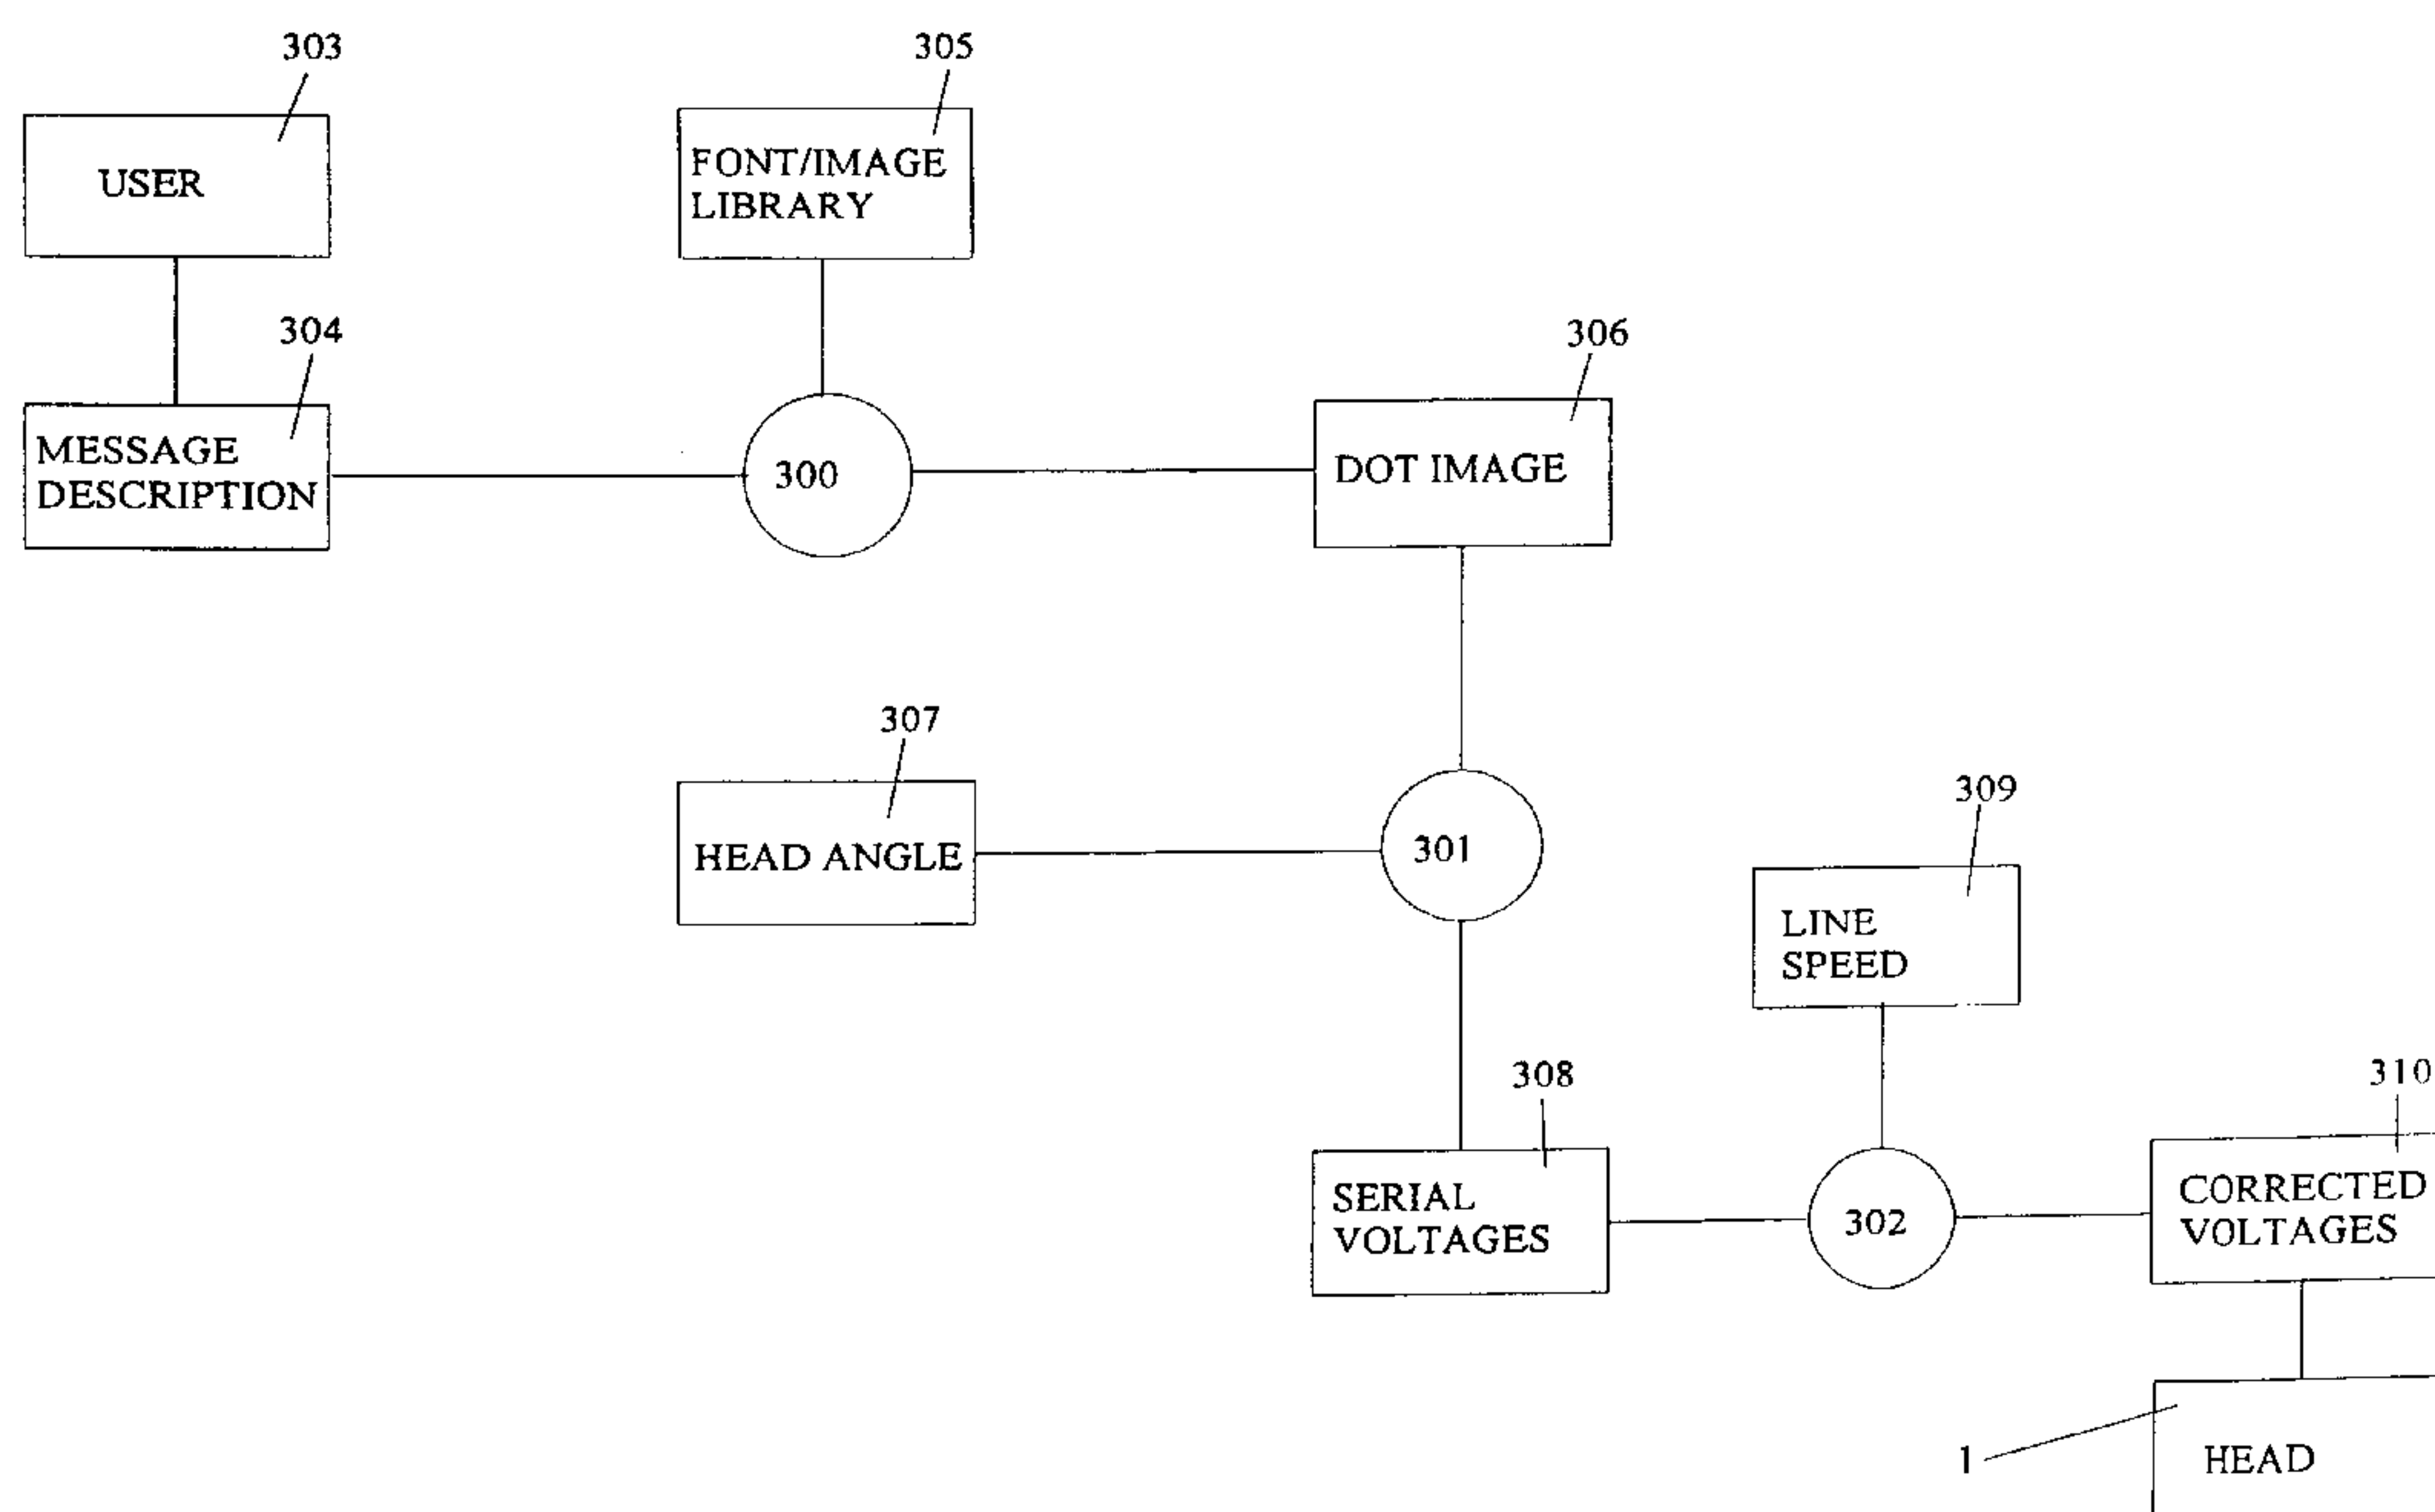 303
305
USER
FONT/IMAGE
LIBRARY
304
306
MESSAGE
DESCRIPTION
300
DOT IMAGE
307
309
HEAD ANGLE
301
LINE
SPEED
308
310
SERIAL
VOLTAGES
302
CORRECTED
VOLTAGES
1
HEAD